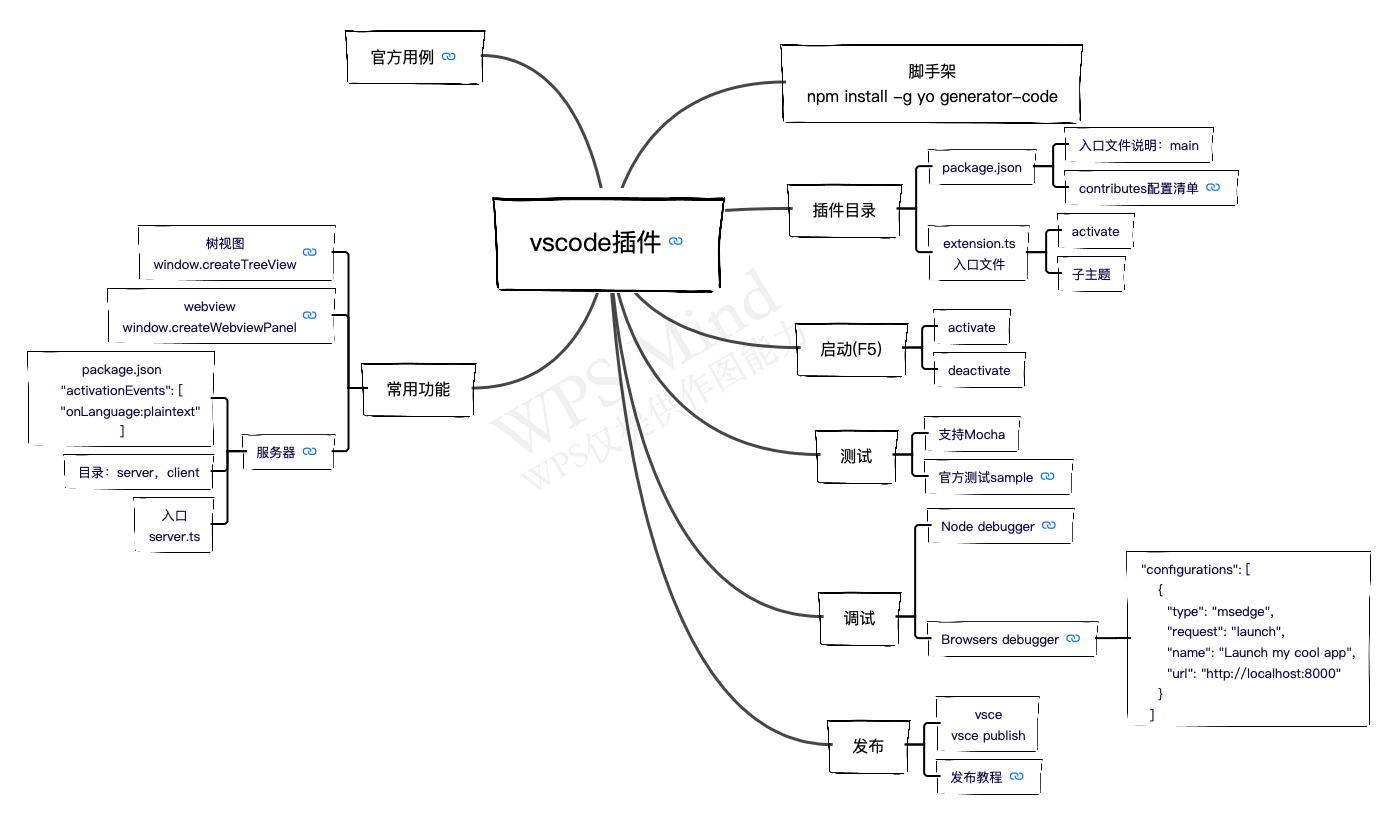 官方用例
脚手架
npm install -g yo generator-code
vscode插件
插件目录
package.json
入口文件说明：main
contributes配置清单
extension.ts
入口文件
activate
子主题
启动(F5)
activate
deactivate
测试
支持Mocha
官方测试sample
调试
Node debugger
Browsers debugger
"configurations": [
{
"type": "msedge",
"request": "launch",
"name": "Launch my cool app",
"url": "http://localhost:8000"
}
]
发布
vsce
vsce publish
发布教程
常用功能
树视图
window.createTreeView
webview
window.createWebviewPanel
服务器
package.json
"activationEvents": [
"onLanguage:plaintext"
]
目录：server，client
入口
server.ts
WPS Mind
WPS仅提供作图能力